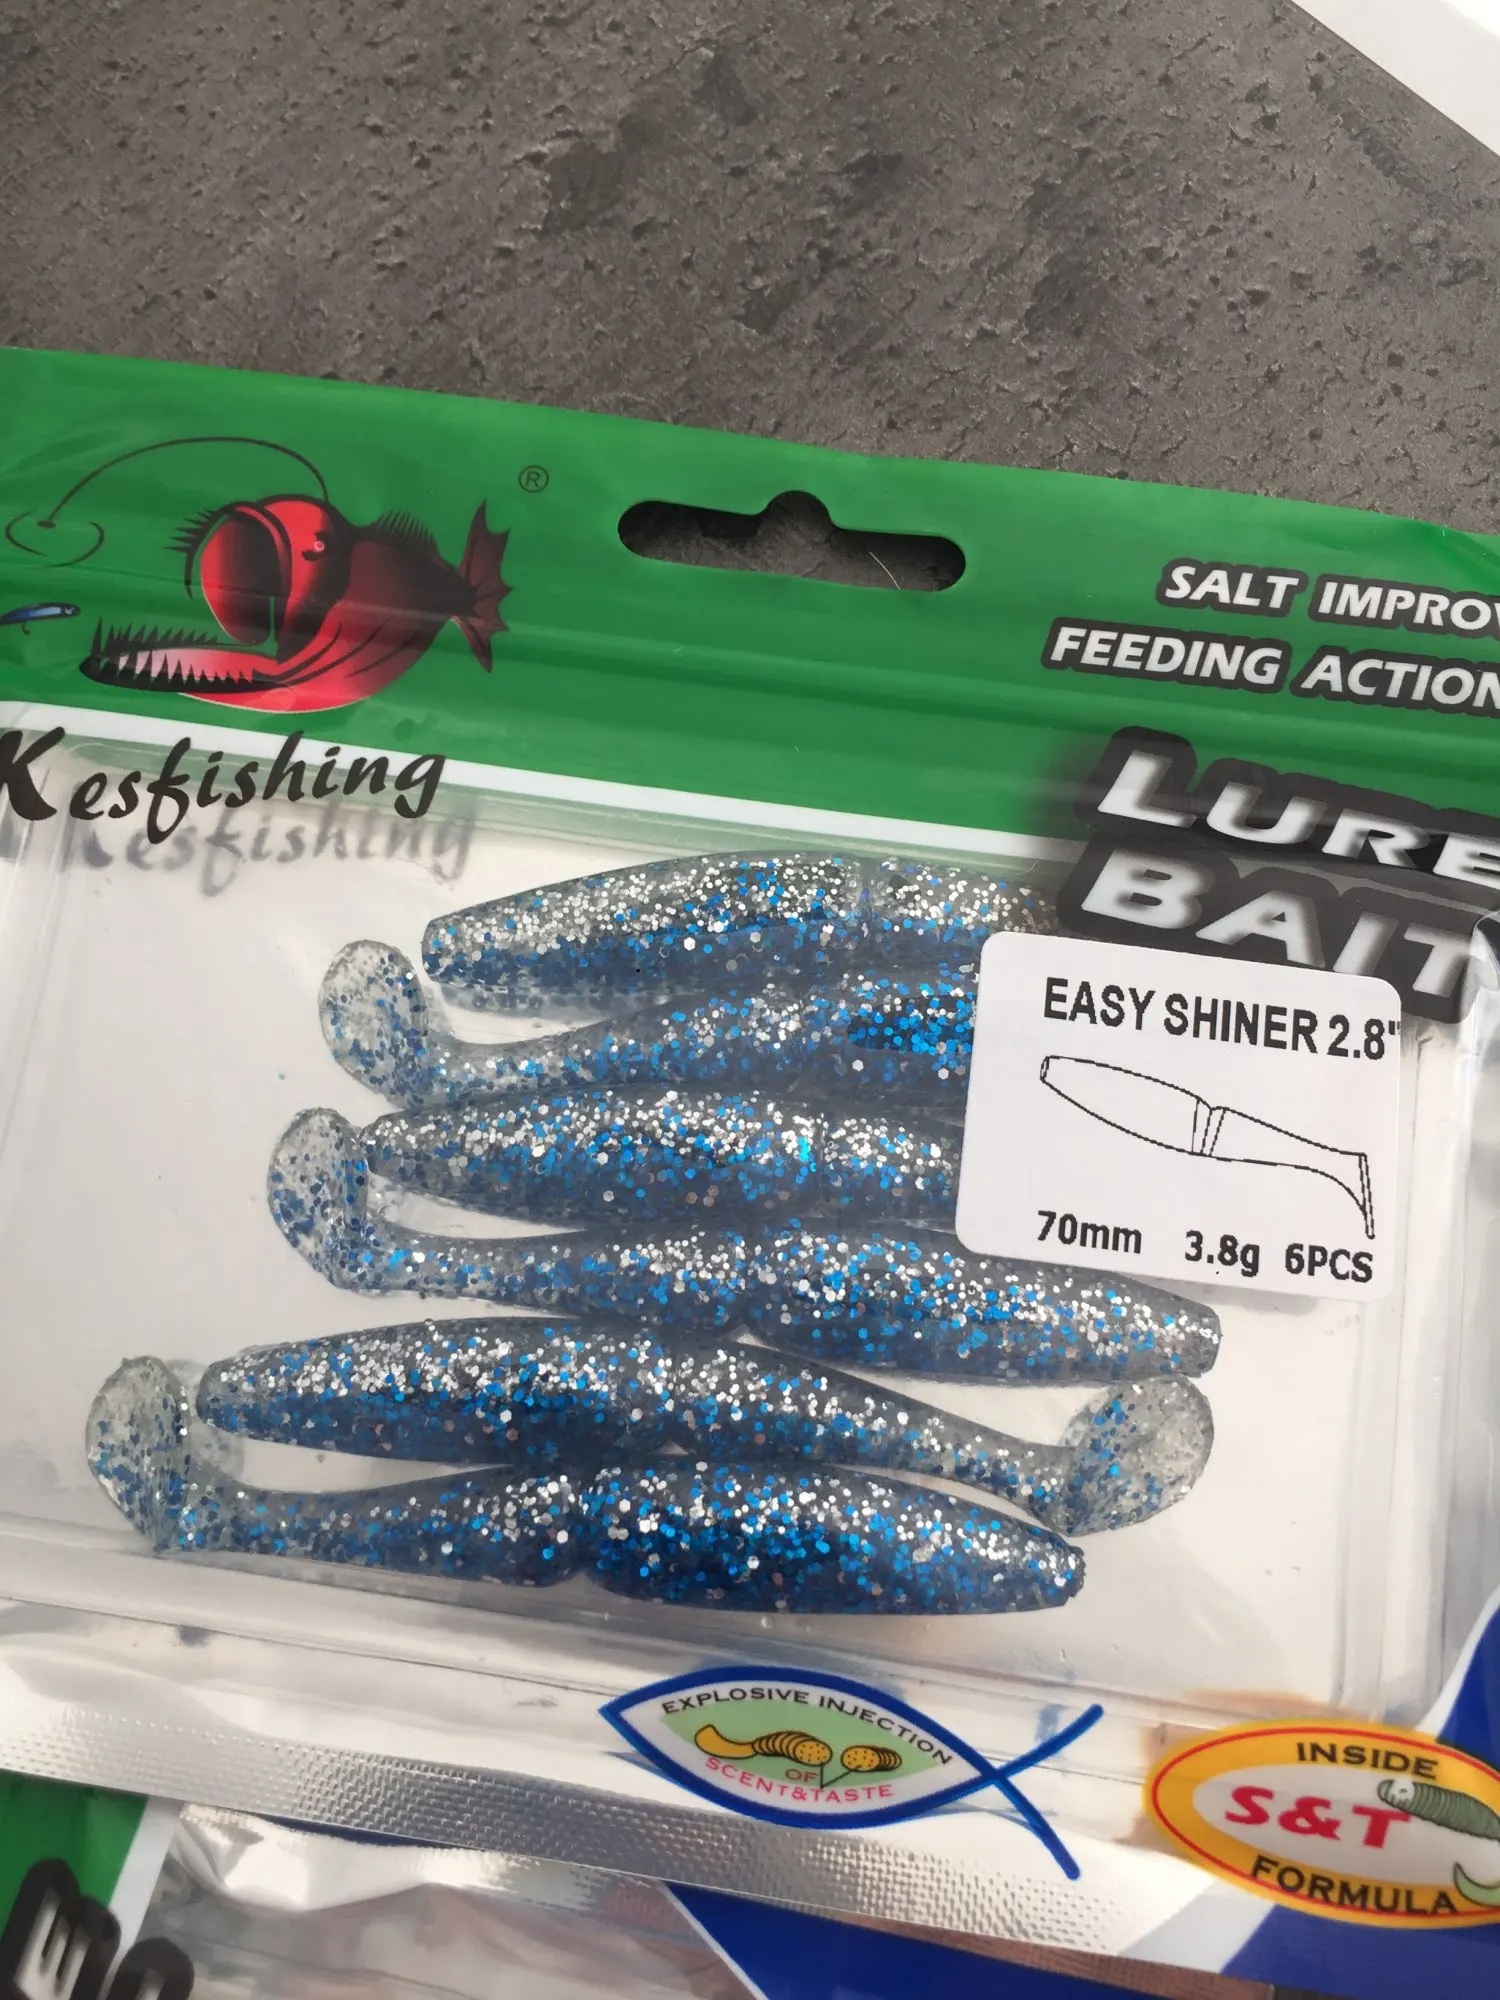 ®
SALT IMPROV
FEEDING ACTION
Kesfishing
LURE
BAIT
EASY SHINER 2.8"
70mm 3.8g 6PCS
EXPLOSIVE INJECTION
OF
SCENT&TASTE
INSIDE
S&T
FORMULA